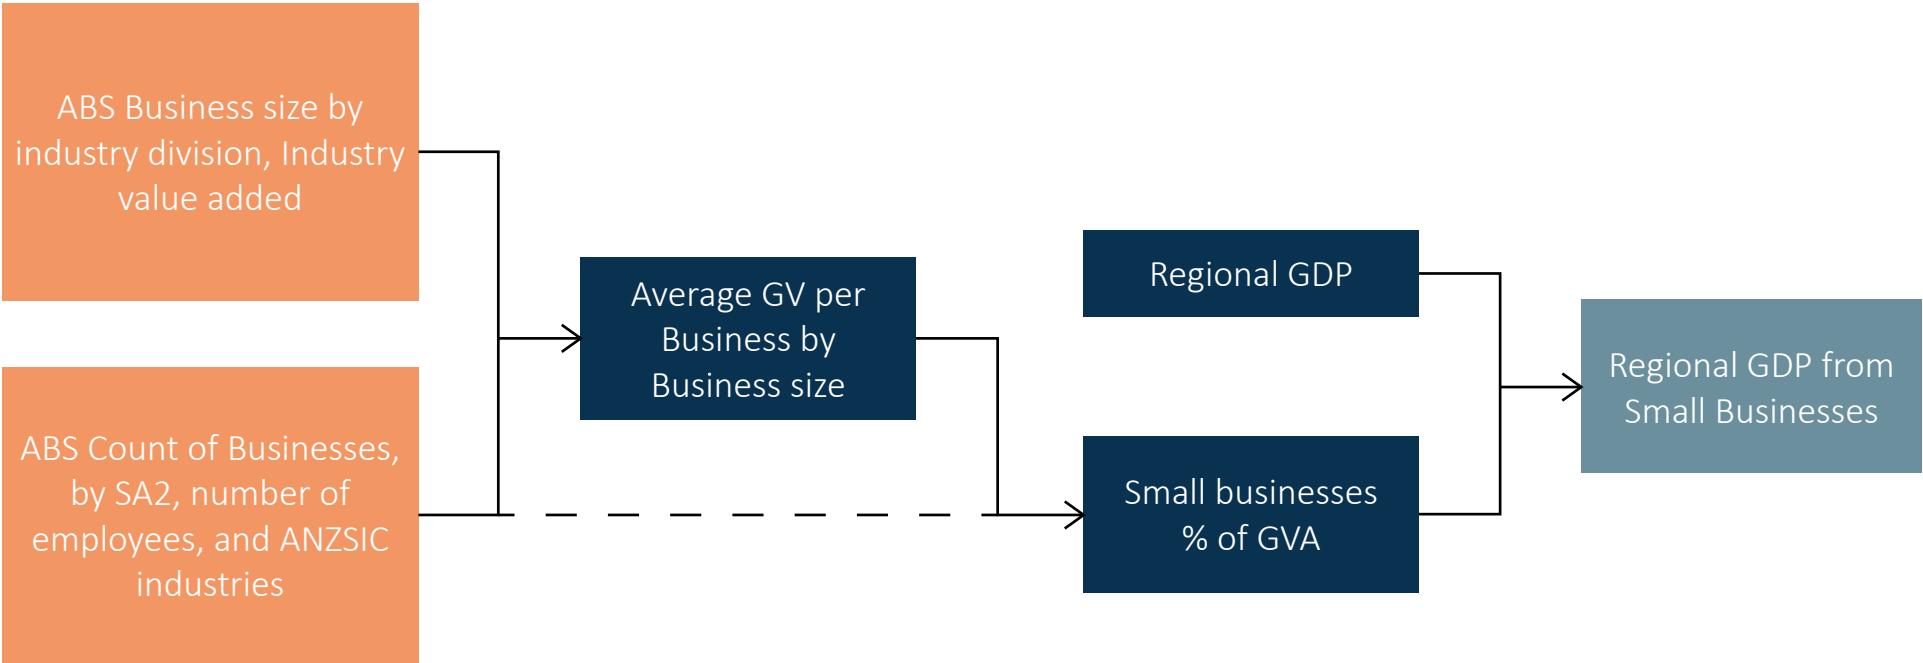 ABS Business size by
industry division, Industry
value added
ABS Count of Businesses,
by SA2, number of
employees, and ANZSIC
industries
Average GV per
Business by
Business size
Regional GDP
Small businesses
% of GVA
Regional GDP from
Small Businesses